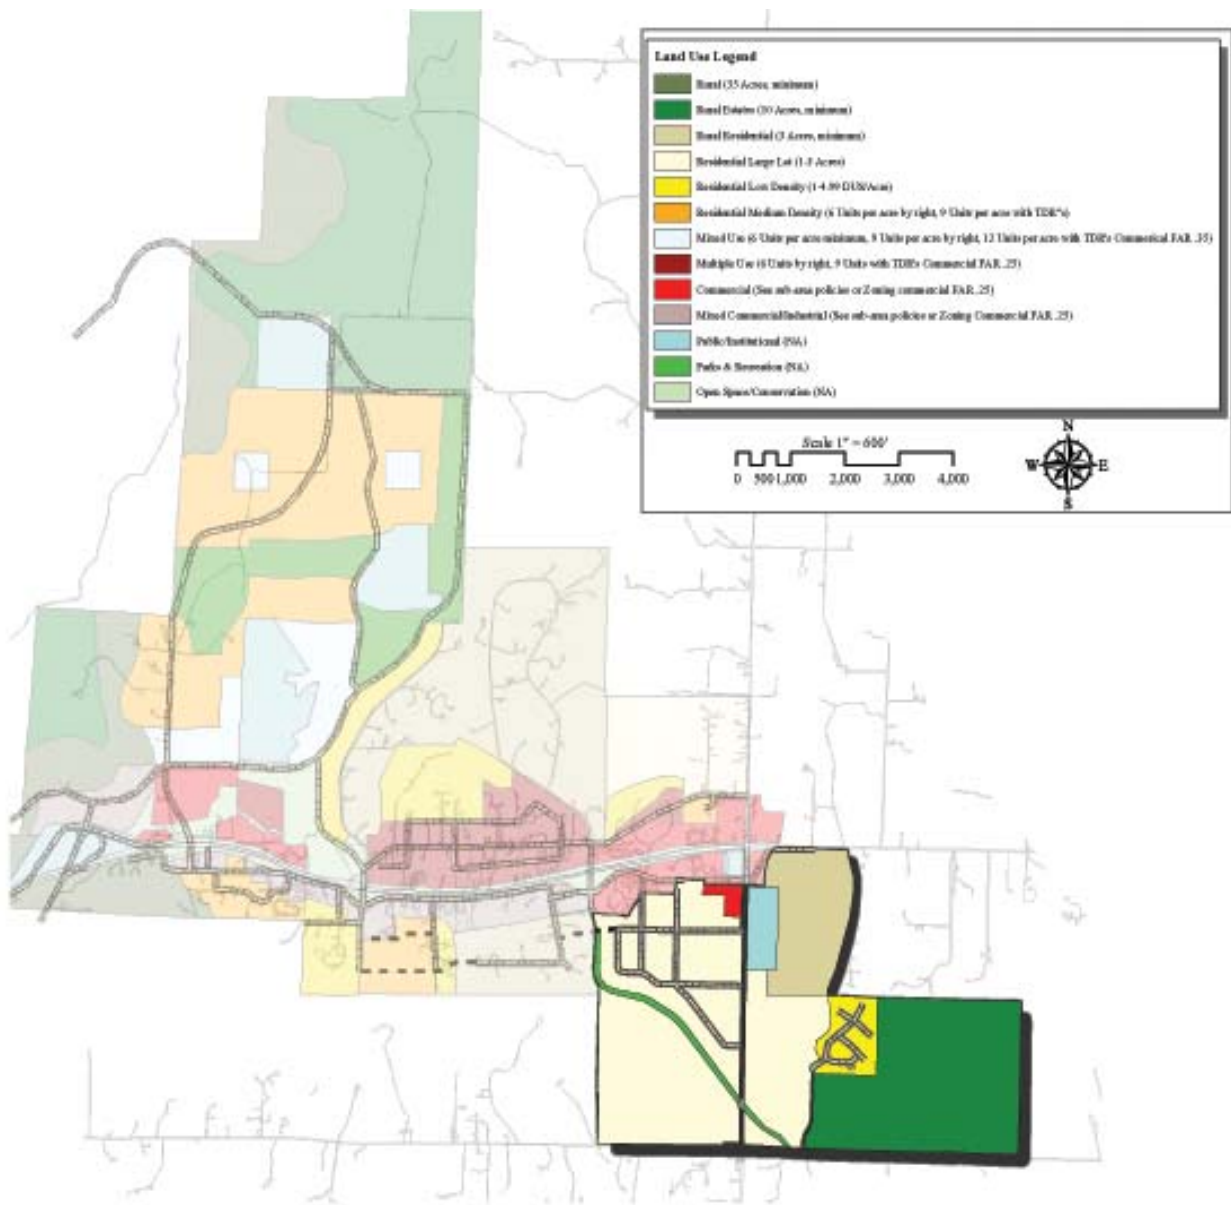 Land Use Legend
Rural (35 Acres, minimum)
Rural Estates (10 Acres, minimum)
Rural Residential (3 Acres, minimum)
Residential Large Lot (1-3 Acres)
Residential Low Density (1-4.99 DUS/Acre)
Residential Medium Density (6 Units per acre by right, 9 Units per acre with TDR's)
Mixed Use (6 Units per acre minimum, 9 Units per acre by right, 12 Units per acre with TDR's Commerical FAR .35)
Multiple Use (6 Units by right, 9 Units with TDR's Commercial FAR .25)
Commercial (See sub-area policies or Zoning commercial FAR .25)
Mixed Commercial/Industrial (See sub-area policies or Zoning Commercial FAR .25)
Public/Institutional (NA)
Parks & Recreation (NA)
Open Space/Conservation (NA)
N
Scale 1" = 600'
W E
0 500 1,000 2,000 3,000 4,000
S